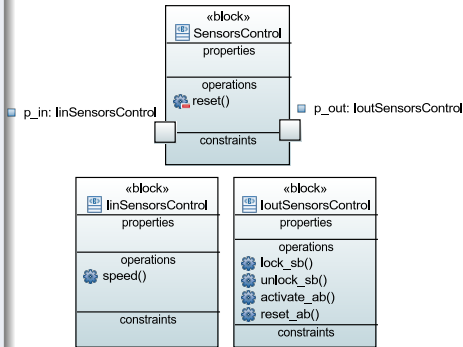 «block»
SensorsControl
properties
operations
reset()
p_in: IinSensorsControl
p_out: IoutSensorsControl
constraints
«block»
IinSensorsControl
properties
operations
speed()
constraints
«block»
IoutSensorsControl
properties
operations
lock_sb()
unlock_sb()
activate_ab()
reset_ab()
constraints